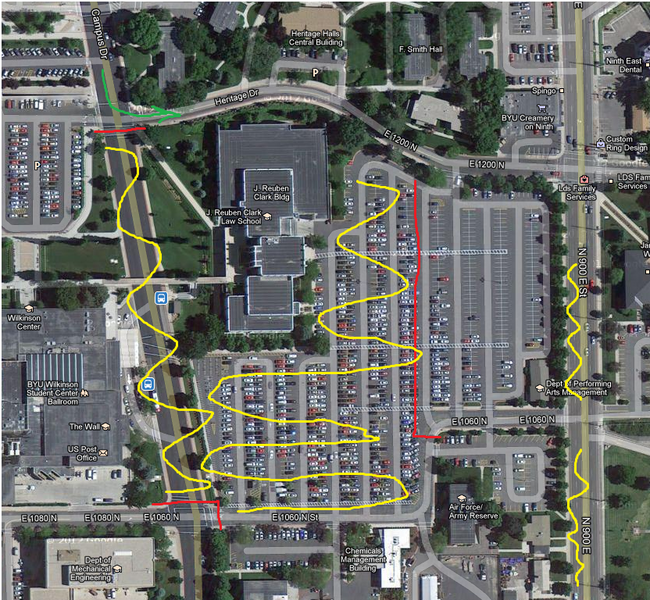 Campus Dr
Heritage Halls
Central Building
F. Smith Hall
E
Ninth East
Dental
P
Spingo
Heritage Dr
BYU Creamery
on Ninth
E 1200 N
Custom
Ring Design
P
E 1200 N
Lds Family
Services
LDS Fam
Services
J. Reuben
Clark Bldg
J. Reuben Clark
Law School
N 900 E St
Wilkinson
Center
BYU Wilkinson
Student Center
Ballroom
Dept of Performing
Arts Management
The Wall
E 1060 N
E 1060 N
US Post
Office
Air Force/
Army Reserve
E 1080 N
E 1080 N
E 1060 N
E 1060 N St
N 900 E
Chemicals
Management
Building
Dept of
Mechanical
Engineering